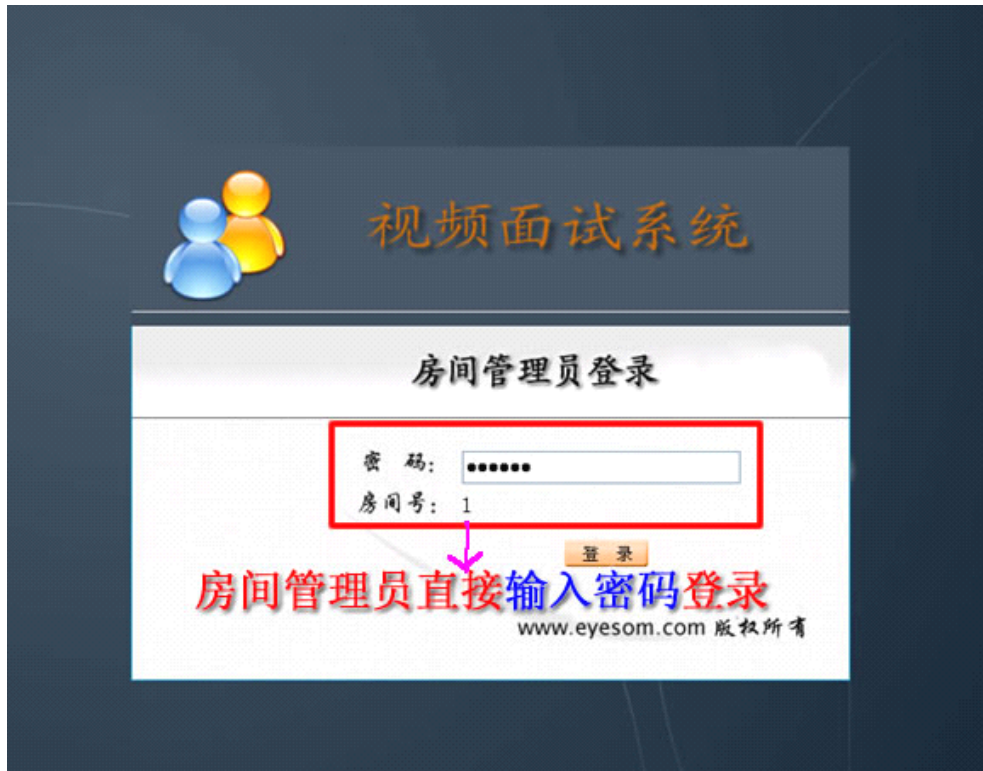 视频面试系统
房间管理员登录
密 码: ••••••
房间号: 1
登 录
房间管理员直接输入密码登录
www.eyesom.com 版权所有